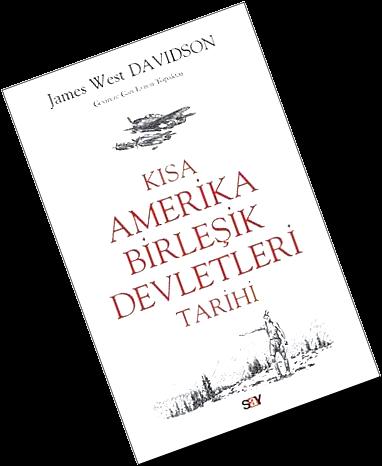 James West DAVIDSON
KISA
AMERİKA
BİRLEŞİK
DEVLETLERİ
TARİHİ
say